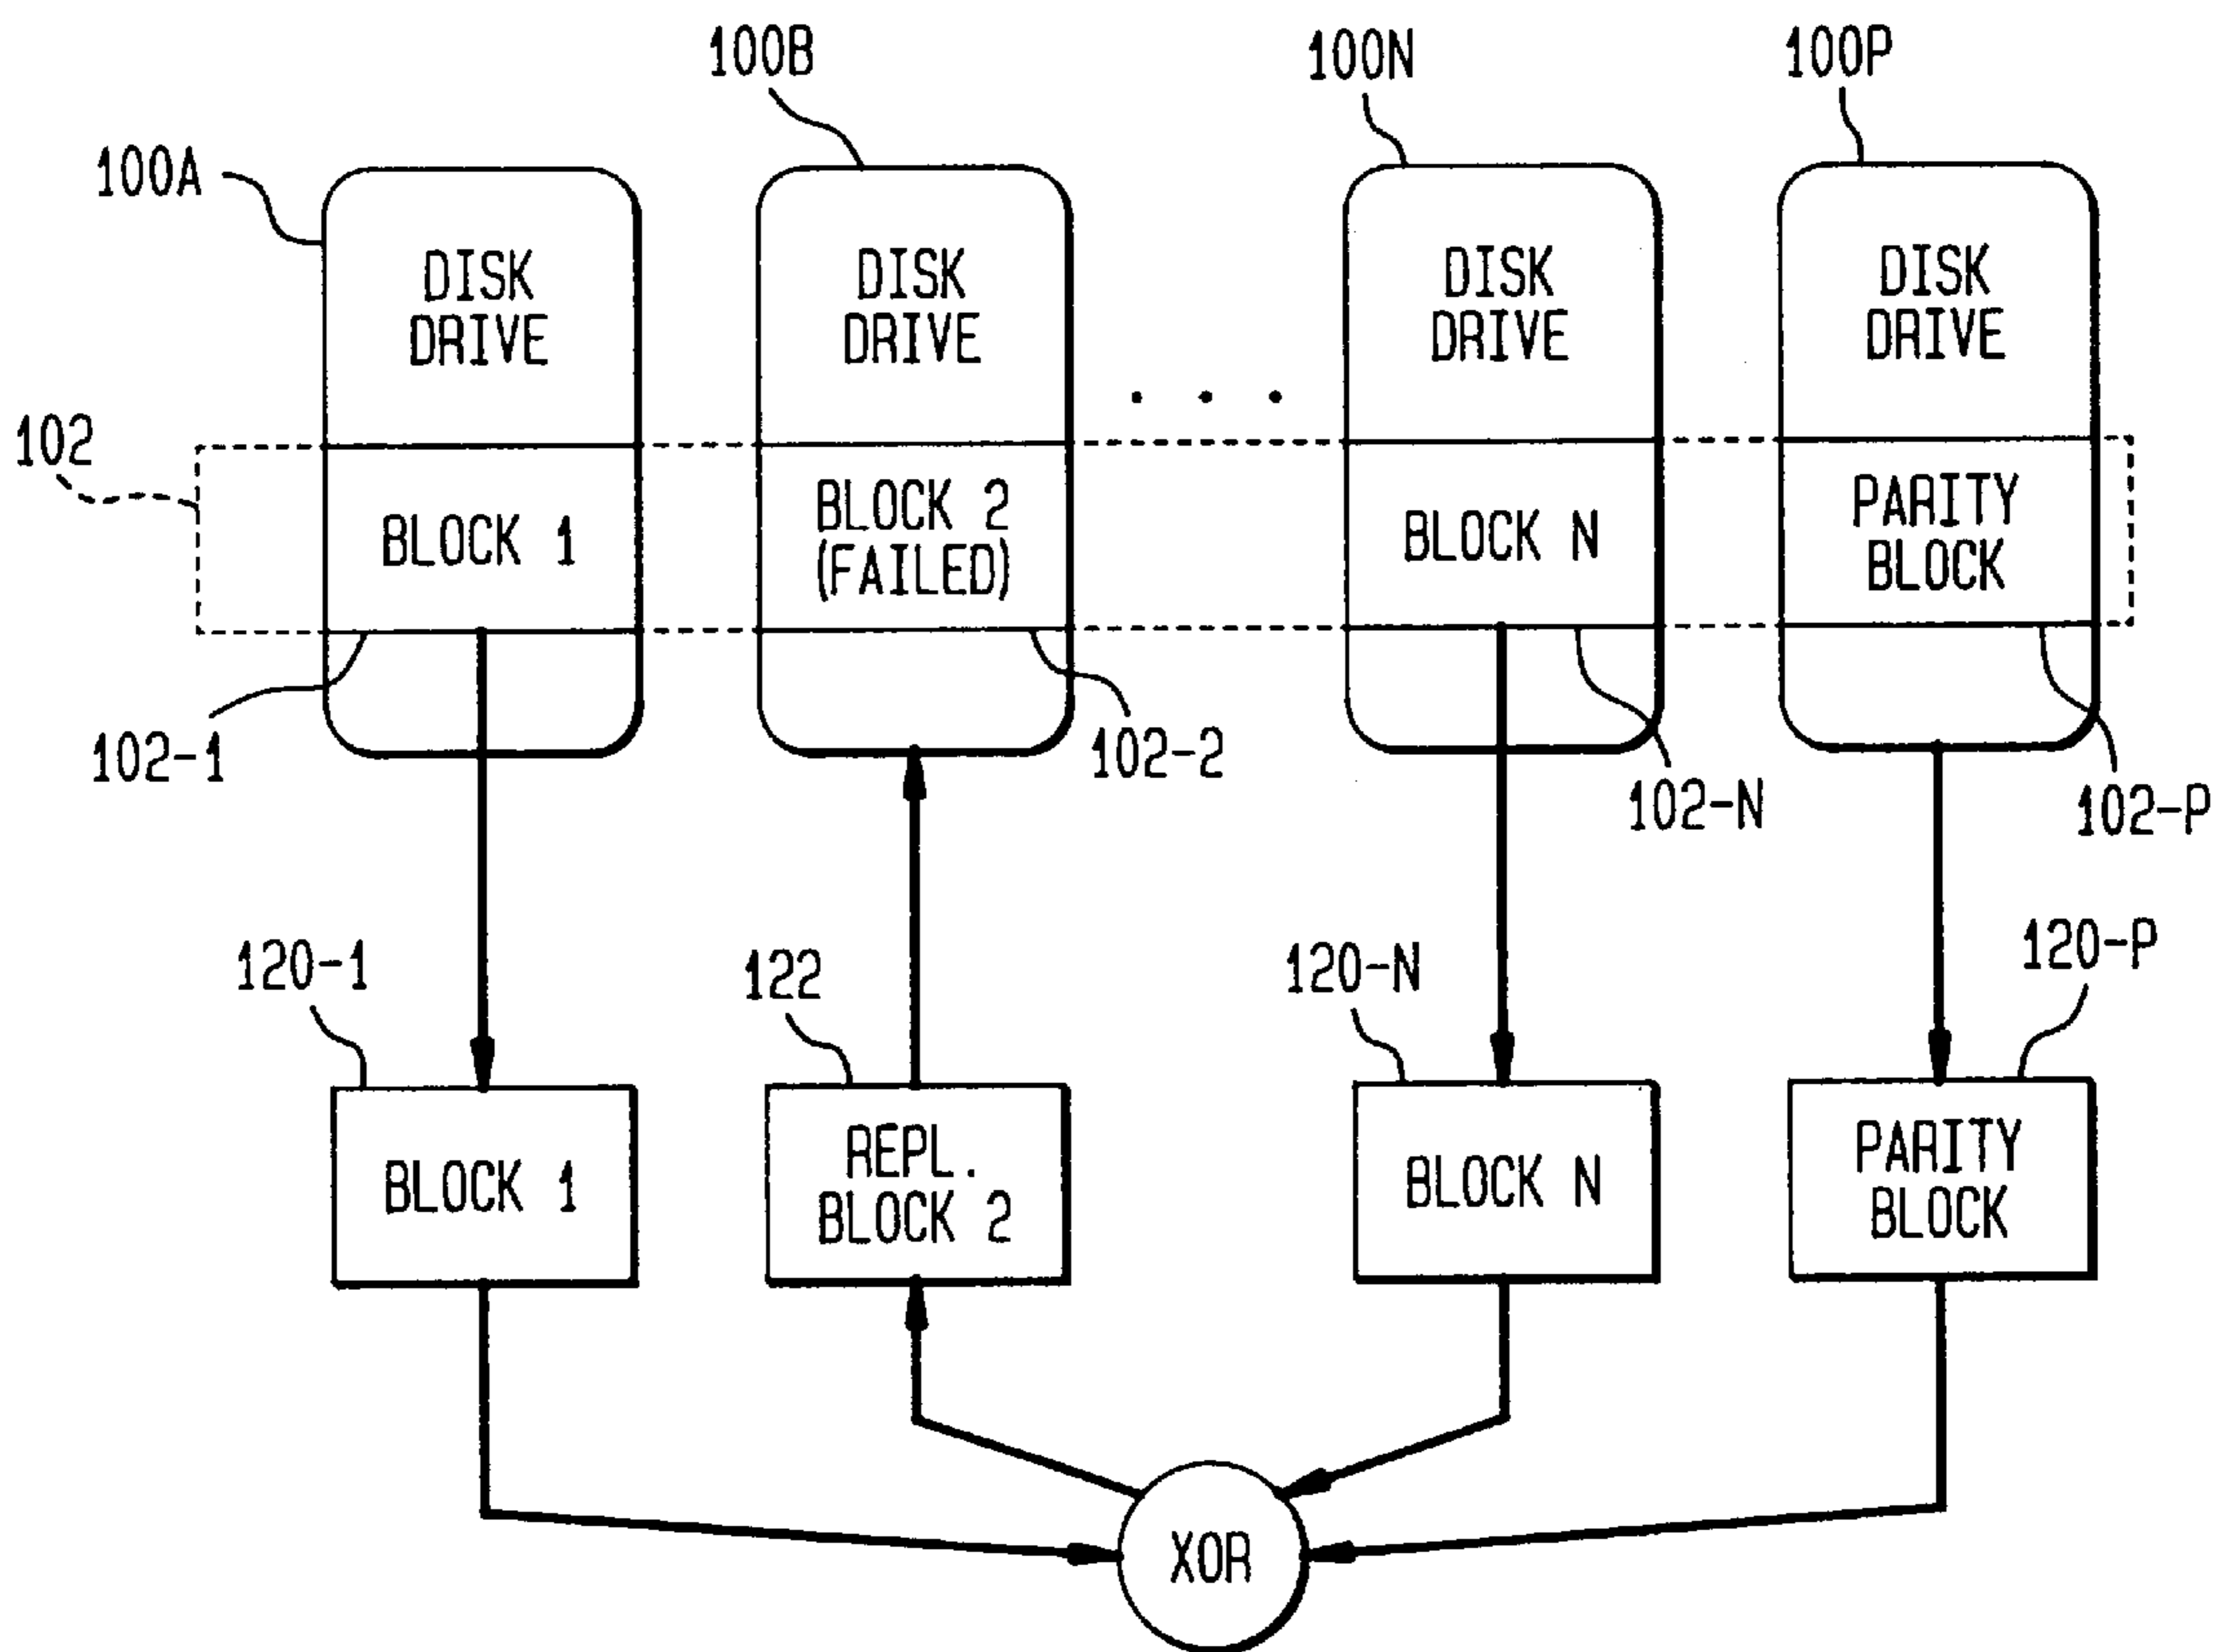 100B
100N
100P
100A
DISK
DRIVE
DISK
DRIVE
DISK
DRIVE
DISK
DRIVE
102
BLOCK 1
BLOCK 2
(FAILED)
BLOCK N
PARITY
BLOCK
102-1
102-2
102-N
102-P
120-1
122
120-N
120-P
BLOCK 1
REPL.
BLOCK 2
BLOCK N
PARITY
BLOCK
XOR